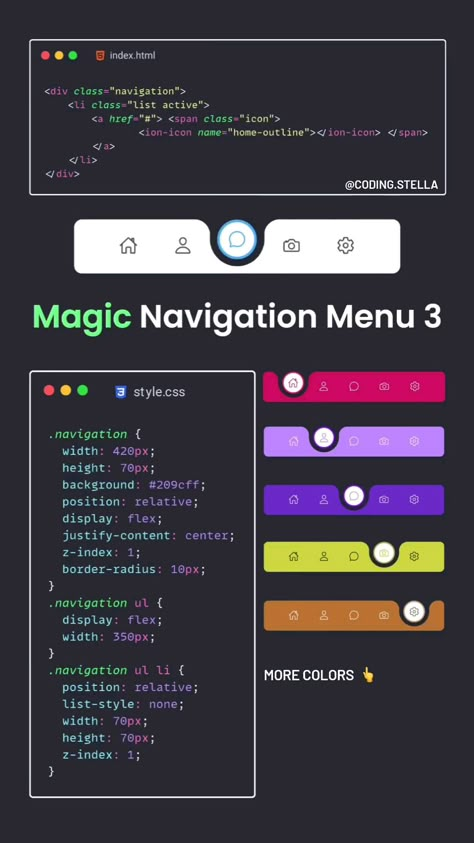 index.html
<div class="navigation">
<li class="list active">
<a href="#"> <span class="icon">
<ion-icon name="home-outline"></ion-icon> </span>
</a>
</li>
</div>
@CODING.STELLA
Magic Navigation Menu 3
style.css
.navigation {
width: 420px;
height: 70px;
background: #209cff;
position: relative;
display: flex;
justify-content: center;
z-index: 1;
border-radius: 10px;
}
.navigation ul {
display: flex;
width: 350px;
}
.navigation ul li {
position: relative;
list-style: none;
width: 70px;
height: 70px;
z-index: 1;
}
MORE COLORS 👆